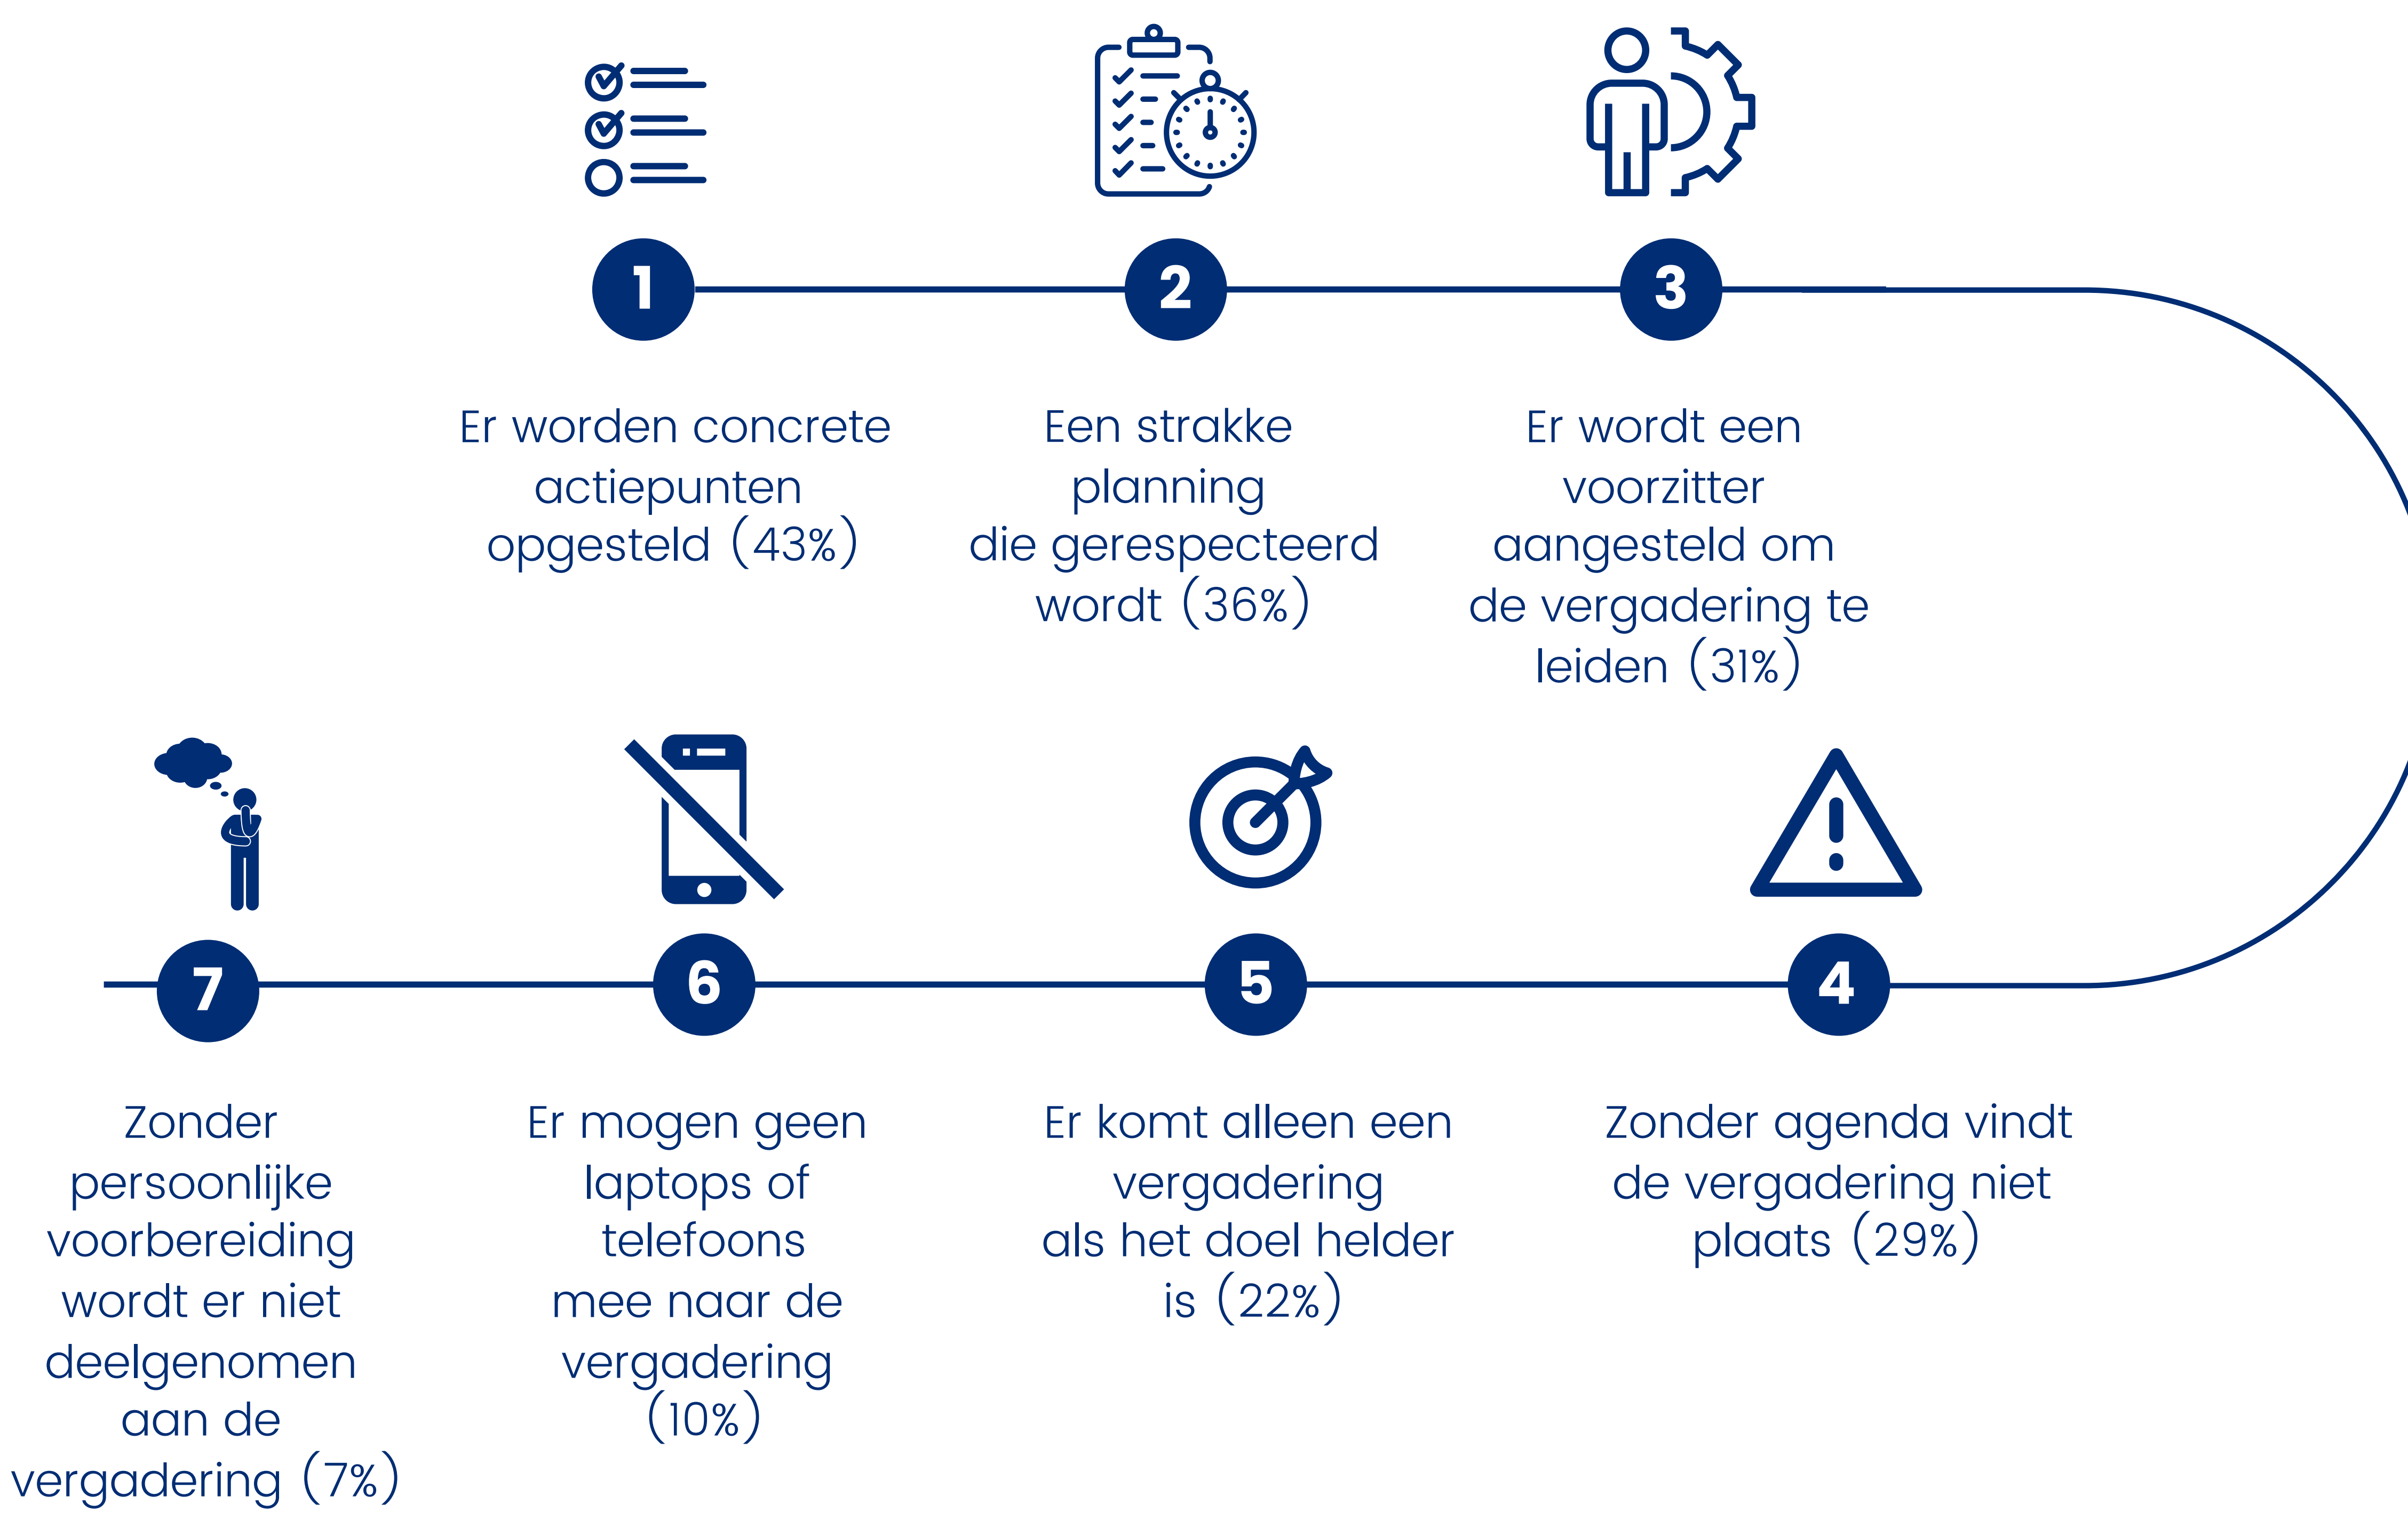 1
Er worden concrete
actiepunten
opgesteld (43%)
2
Een strakke
planning
die gerespecteerd
wordt (36%)
3
Er wordt een
voorzitter
aangesteld om
de vergadering te
leiden (31%)
4
Zonder agenda vindt
de vergadering niet
plaats (29%)
5
Er komt alleen een
vergadering
als het doel helder
is (22%)
6
Er mogen geen
laptops of
telefoons
mee naar de
vergadering
(10%)
7
Zonder
persoonlijke
voorbereiding
wordt er niet
deelgenomen
aan de
vergadering (7%)